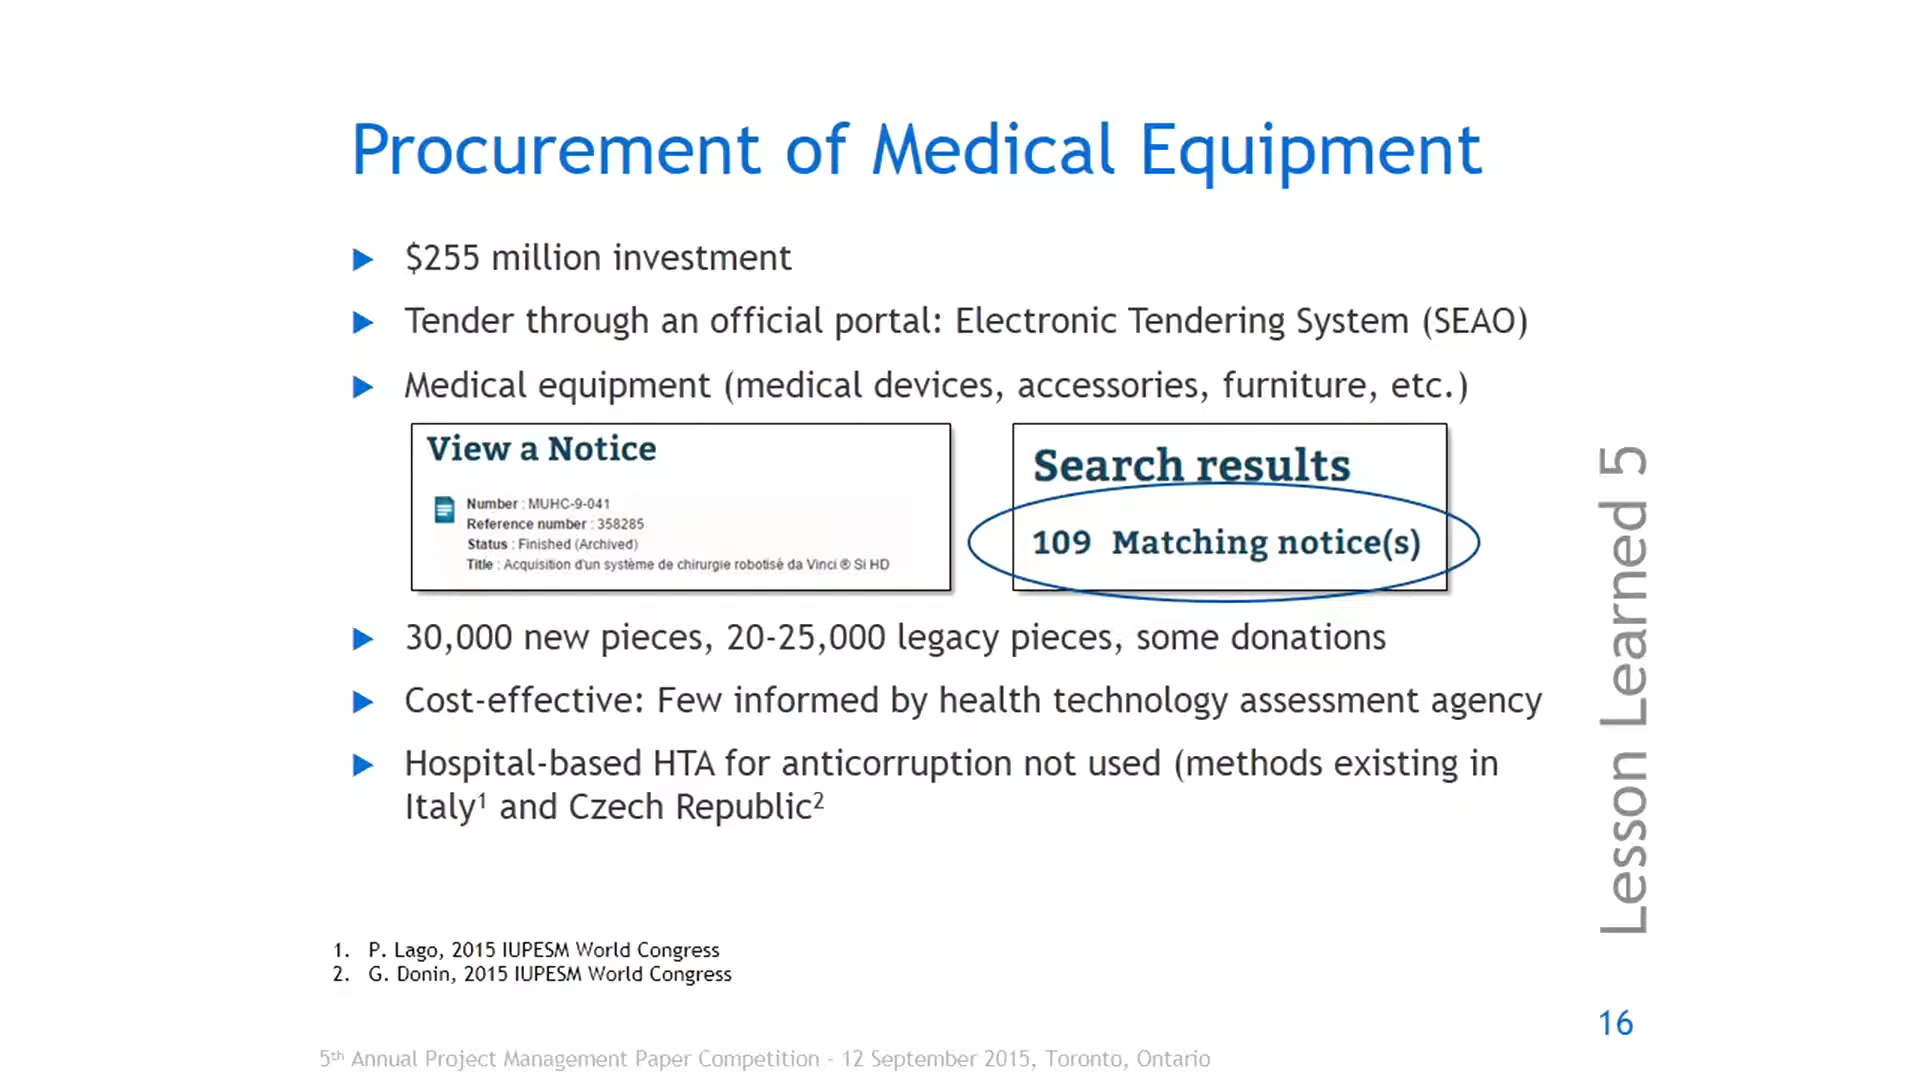 Procurement of Medical Equipment
$255 million investment
Tender through an official portal: Electronic Tendering System (SEAO)
Medical equipment (medical devices, accessories, furniture, etc.)
View a Notice
Number : MUHC-9-041
Reference number : 358285
Status : Finished (Archived)
Title : Acquisition d'un système de chirurgie robotisé da Vinci ® Si HD
Search results
109 Matching notice(s)
30,000 new pieces, 20-25,000 legacy pieces, some donations
Cost-effective: Few informed by health technology assessment agency
Hospital-based HTA for anticorruption not used (methods existing in
Italy¹ and Czech Republic²
Lesson Learned 5
1. P. Lago, 2015 IUPESM World Congress
2. G. Donin, 2015 IUPESM World Congress
16
5th Annual Project Management Paper Competition - 12 September 2015, Toronto, Ontario